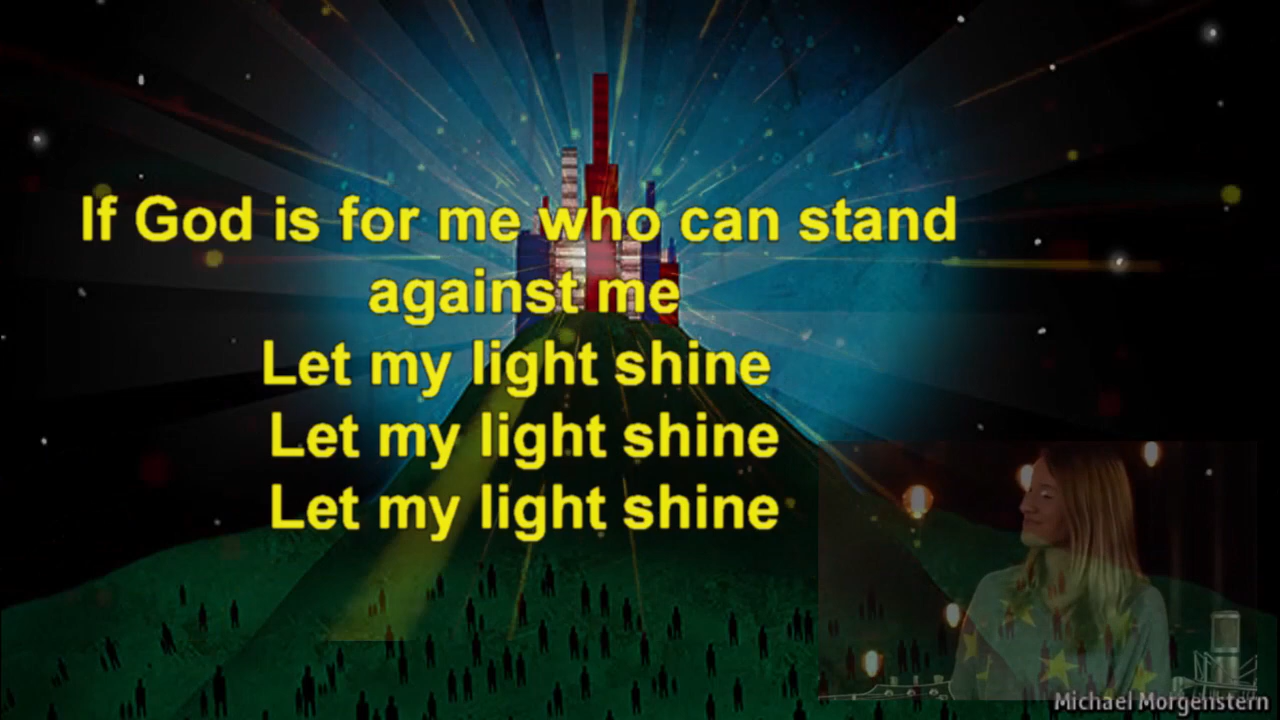 If God is for me who can stand
against me
Let my light shine
Let my light shine
Let my light shine
Michael Morgenstern